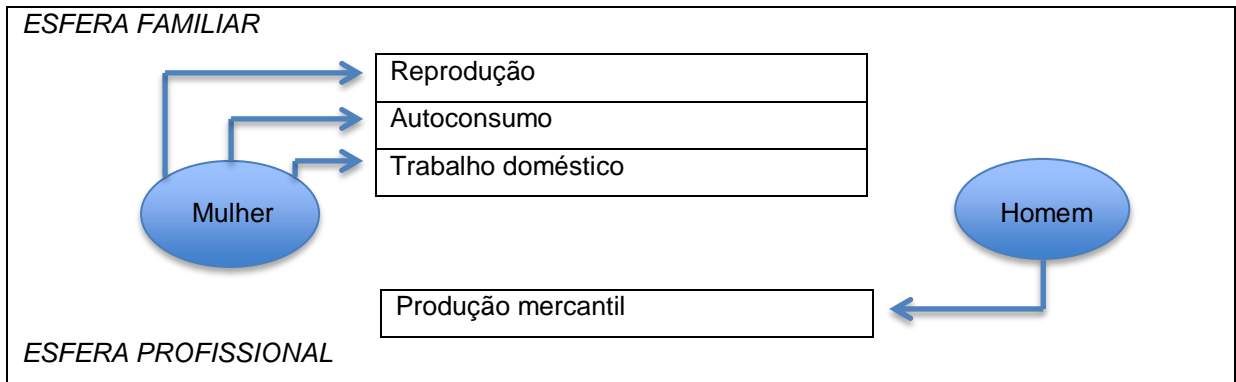 ESFERA FAMILIAR
Reprodução
Autoconsumo
Trabalho doméstico
Mulher
Homem
Produção mercantil
ESFERA PROFISSIONAL